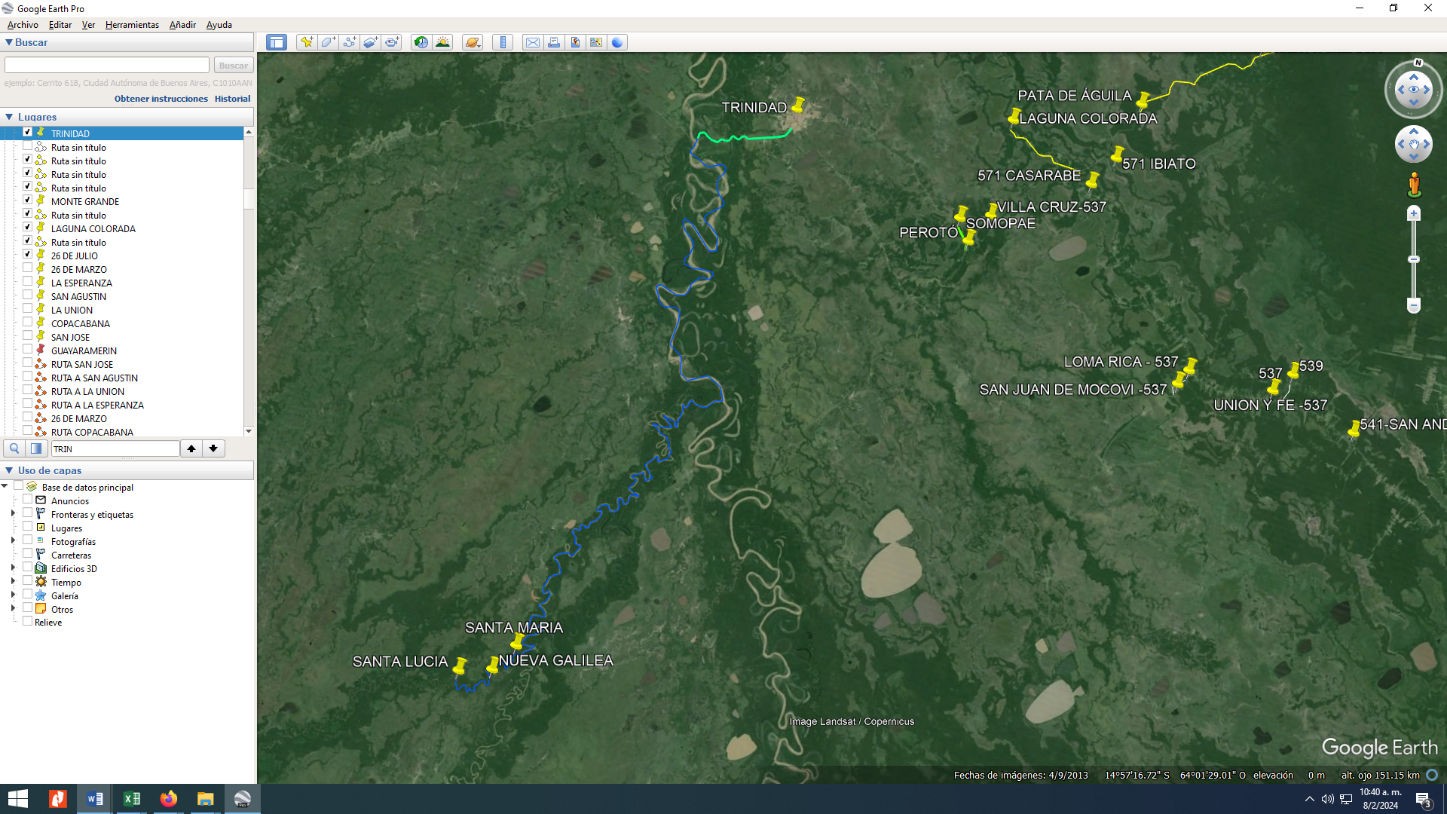 Google Earth Pro
Archivo Editar Ver Herramientas Añadir Ayuda
Buscar
Buscar
ejemplo: Cerrito 618, Ciudad Autónoma de Buenos Aires, C1010AAN
Obtener instrucciones Historial
Lugares
TRINIDAD
Ruta sin título
Ruta sin título
Ruta sin título
Ruta sin título
MONTE GRANDE
Ruta sin título
LAGUNA COLORADA
Ruta sin título
26 DE JULIO
26 DE MARZO
LA ESPERANZA
SAN AGUSTIN
LA UNION
COPACABANA
SAN JOSE
GUAYARAMERIN
RUTA SAN JOSE
RUTA A SAN AGUSTIN
RUTA A LA UNION
RUTA A LA ESPERANZA
26 DE MARZO
RUTA COPACABANA
TRIN
Uso de capas
Base de datos principal
Anuncios
Fronteras y etiquetas
Lugares
Fotografías
Carreteras
Edificios 3D
Tiempo
Galería
Otros
Relieve
N
TRINIDAD
PATA DE ÁGUILA
LAGUNA COLORADA
571 IBIATO
571 CASARABE
VILLA CRUZ-537
SOMOPAE
PEROTÓ
LOMA RICA - 537
539
537
SAN JUAN DE MOCOVI -537
UNION Y FE -537
541-SAN AND
SANTA MARIA
SANTA LUCIA
NUEVA GALILEA
Image Landsat / Copernicus
Google Earth
Fechas de imágenes: 4/9/2013 14°57'16.72" S 64°01'29.01" O elevación 0 m alt. ojo 151.15 km
10:40 a. m.
8/2/2024
3